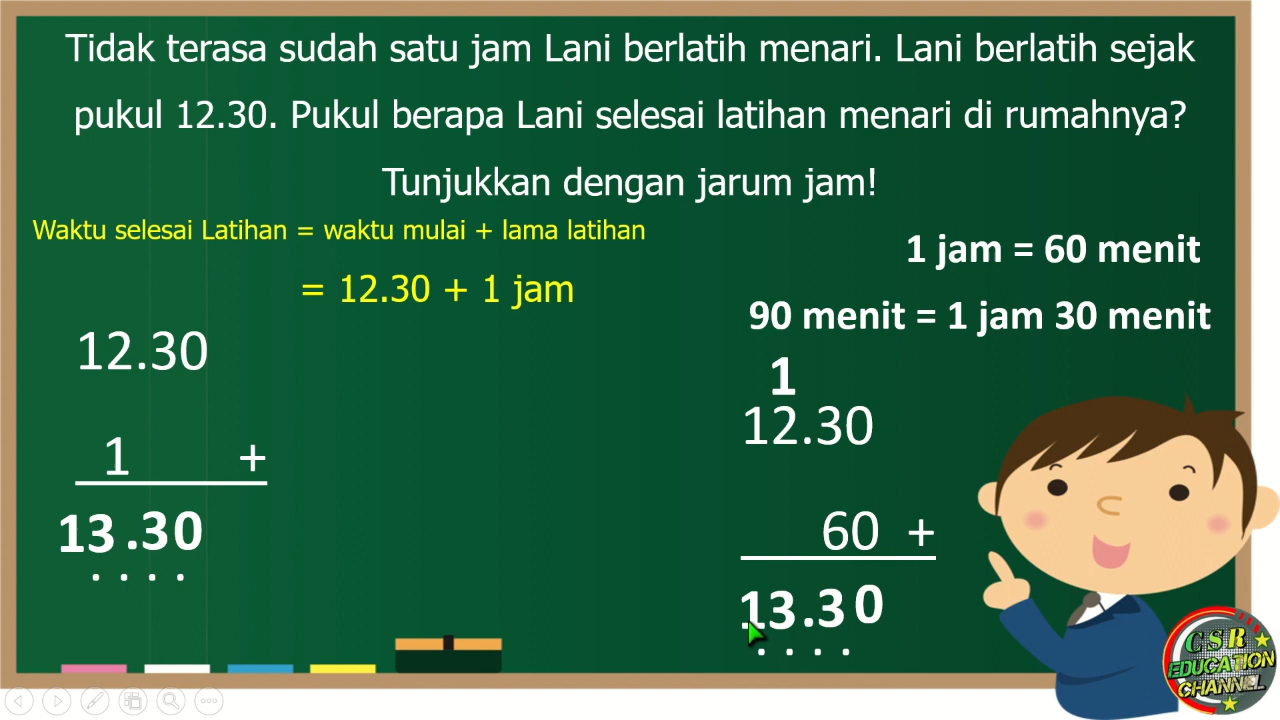 Tidak terasa sudah satu jam Lani berlatih menari. Lani berlatih sejak
pukul 12.30. Pukul berapa Lani selesai latihan menari di rumahnya?
Tunjukkan dengan jarum jam!
Waktu selesai Latihan = waktu mulai + lama latihan
= 12.30 + 1 jam
12.30
1 +
13.30
. . . .
1 jam = 60 menit
90 menit = 1 jam 30 menit
1
12.30
60 +
13.30
. . . .
CSR
EDUCATION
CHANNEL